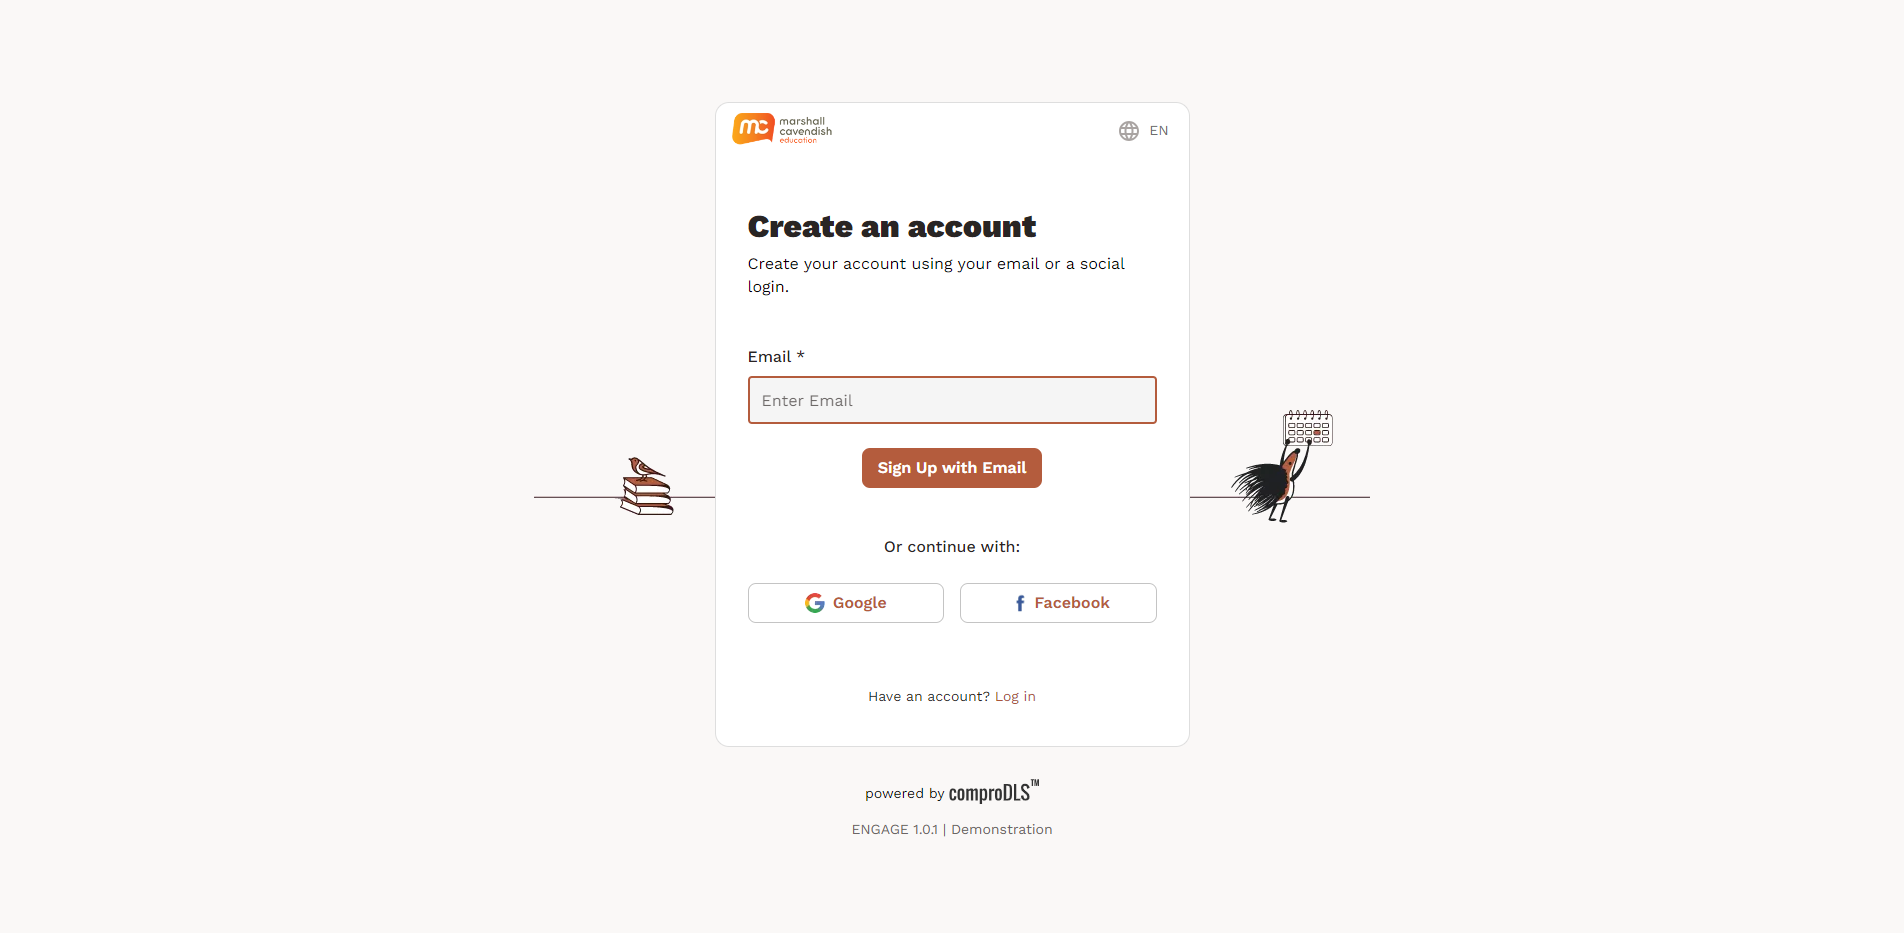 mc
marshall
cavendish
education
EN
Create an account
Create your account using your email or a social
login.
Email *
Enter Email
Sign Up with Email
Or continue with:
Google
Facebook
Have an account? Log in
powered by comproDLS™
ENGAGE 1.0.1 | Demonstration